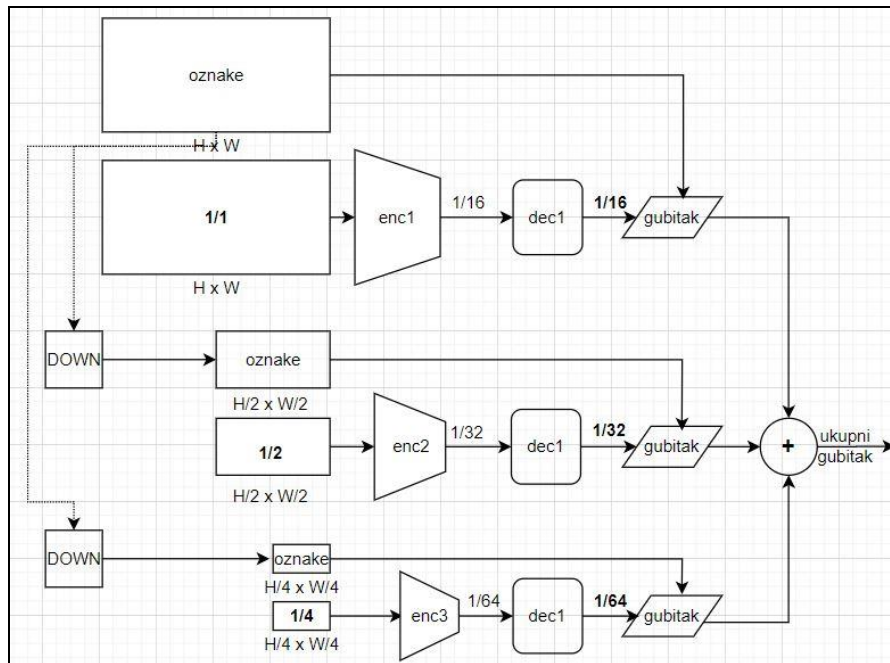 oznake
H x W
1/1
enc1
1/16
dec1
1/16
gubitak
H x W
DOWN
oznake
H/2 x W/2
1/2
enc2
1/32
dec1
1/32
gubitak
+
ukupni
gubitak
H/2 x W/2
DOWN
oznake
H/4 x W/4
1/4
enc3
1/64
dec1
1/64
gubitak
H/4 x W/4